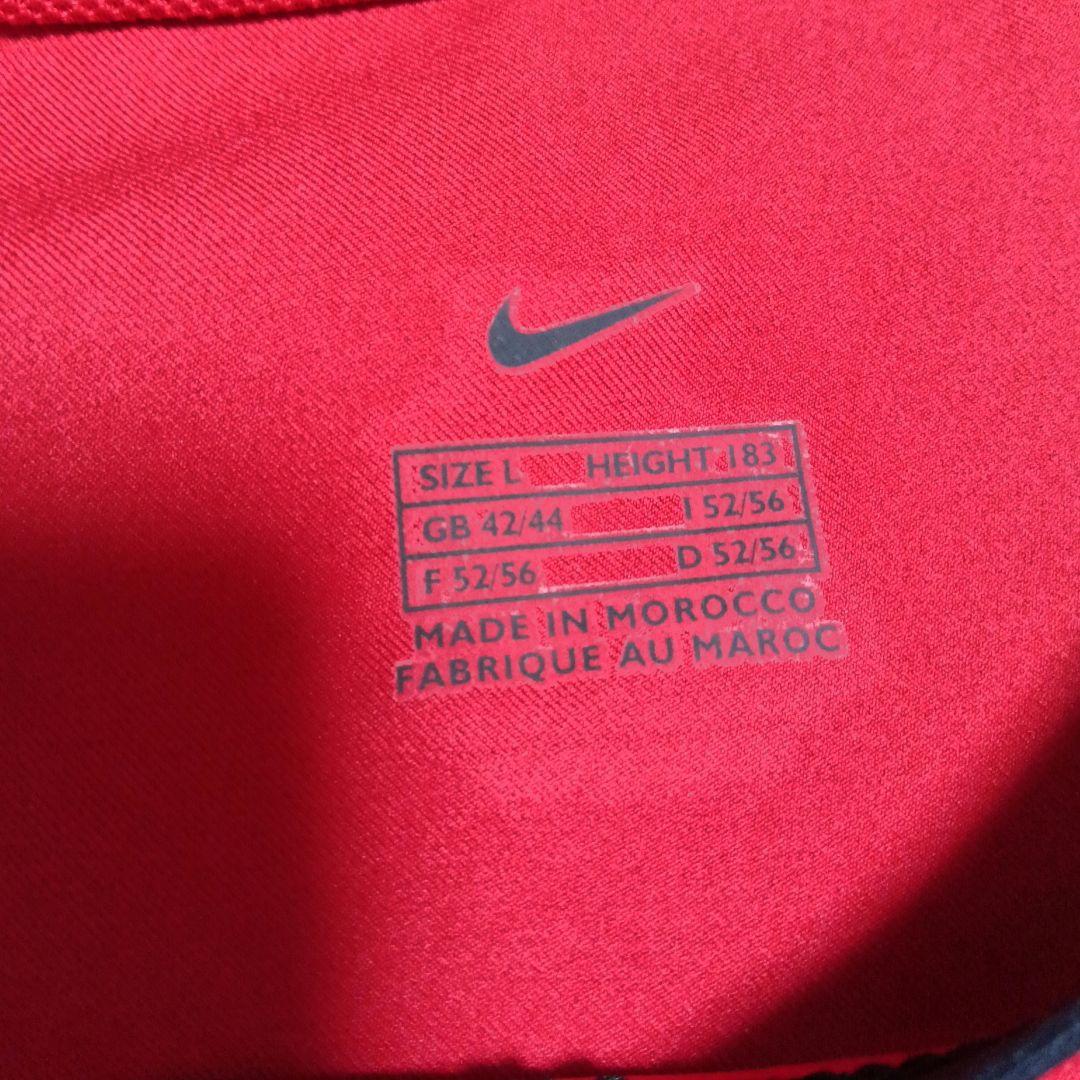 SIZE L HEIGHT 183
GB 42/44 I 52/56
F 52/56 D 52/56
MADE IN MOROCCO
FABRIQUE AU MAROC